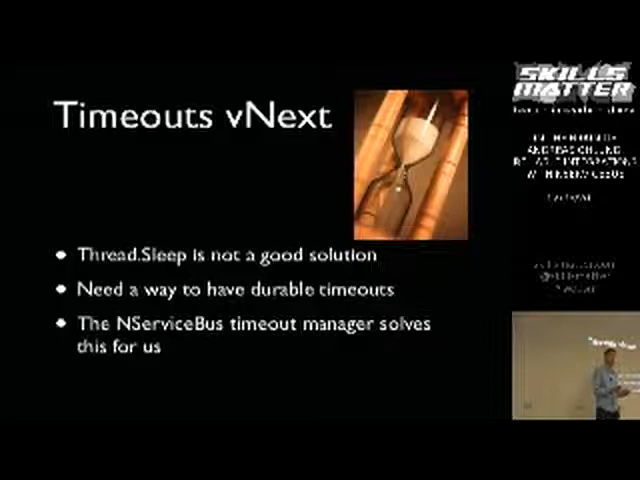 Timeouts vNext
Thread.Sleep is not a good solution
Need a way to have durable timeouts
The NServiceBus timeout manager solves
this for us
SKILLS
MATTER